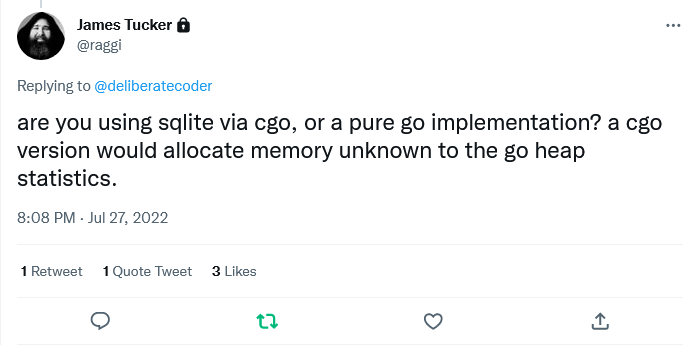 James Tucker
@raggi
Replying to @deliberatecoder
are you using sqlite via cgo, or a pure go implementation? a cgo
version would allocate memory unknown to the go heap
statistics.
8:08 PM · Jul 27, 2022
1 Retweet 1 Quote Tweet 3 Likes